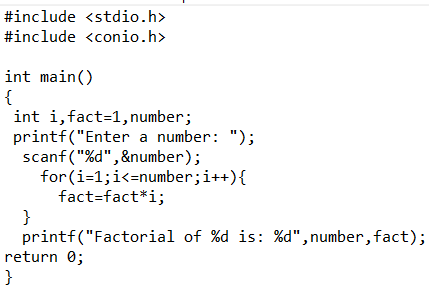 #include <stdio.h>
#include <conio.h>

int main()
{
 int i,fact=1,number;
 printf("Enter a number: ");
  scanf("%d",&number);
    for(i=1;i<=number;i++){
      fact=fact*i;
  }
  printf("Factorial of %d is: %d",number,fact);
return 0;
}